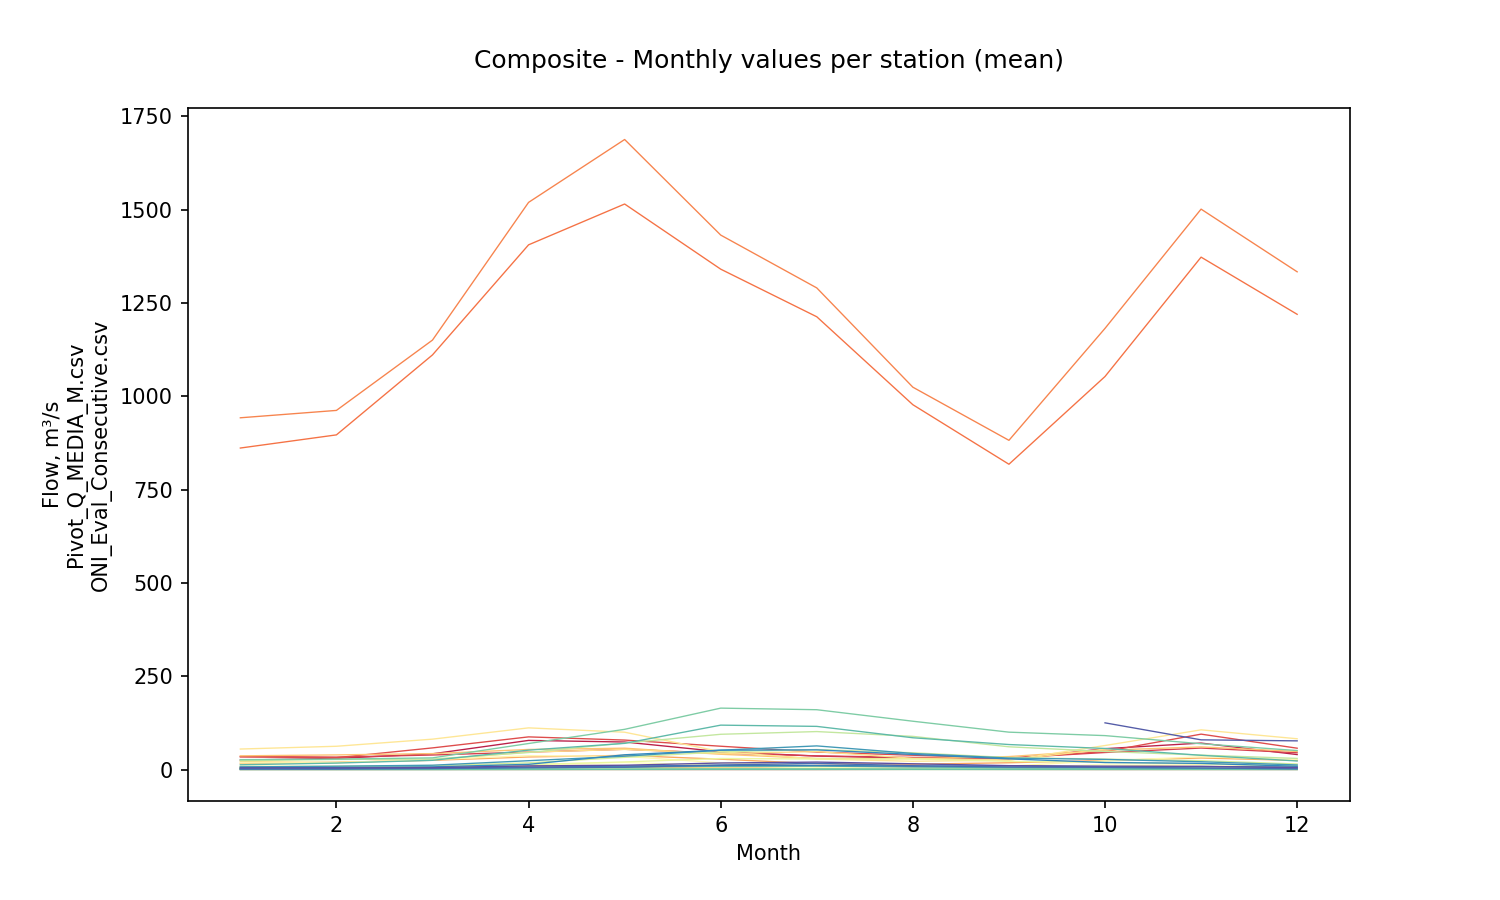 Composite - Monthly values per station (mean)
Flow, m³/s
Pivot_Q_MEDIA_M.csv
ONI_Eval_Consecutive.csv
1750
1500
1250
1000
750
500
250
0
2 4 6 8 10 12
Month